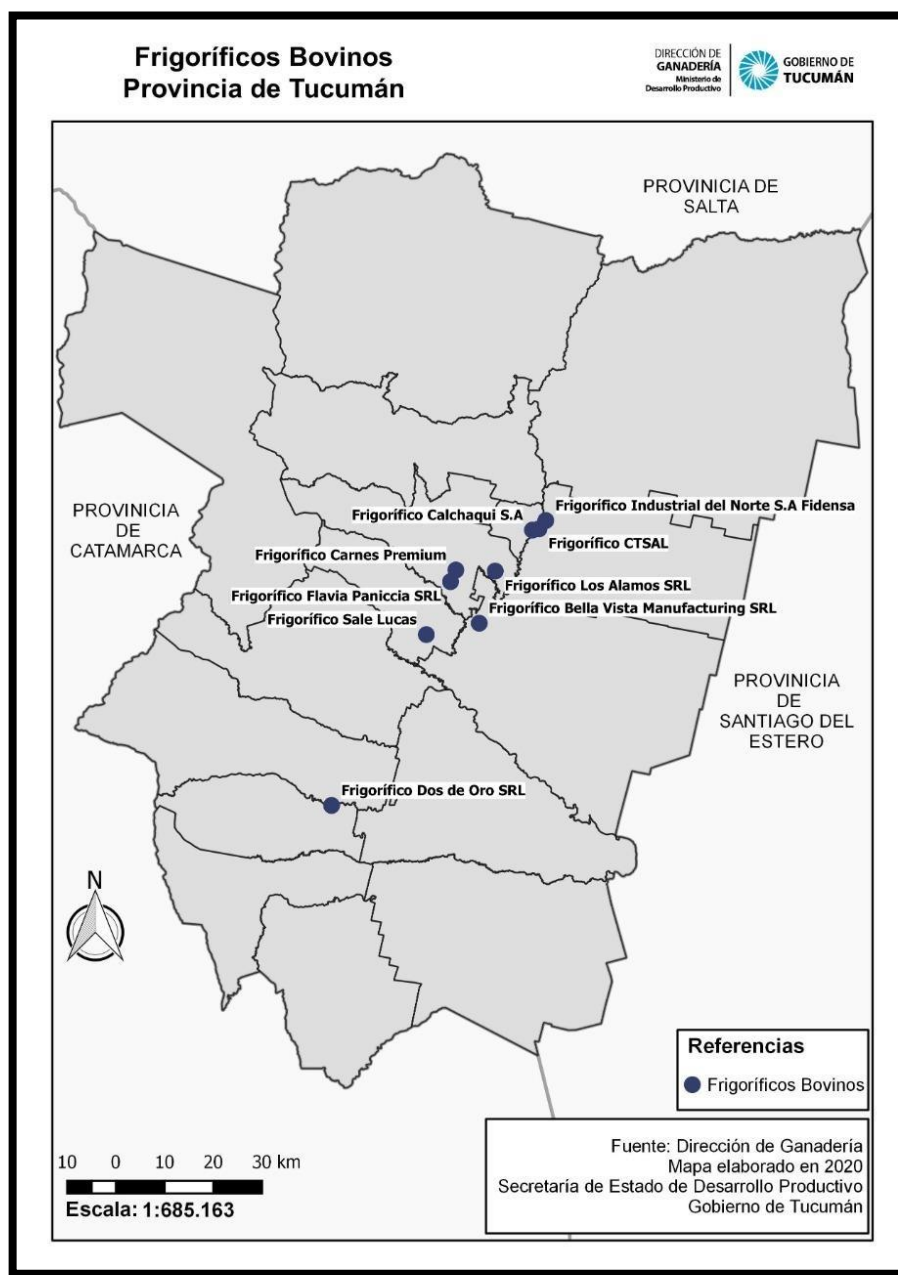 Frigoríficos Bovinos
Provincia de Tucumán
DIRECCIÓN DE
GANADERÍA
Ministerio de
Desarrollo Productivo
GOBIERNO DE
TUCUMÁN
PROVINICIA DE
SALTA
PROVINICIA
DE
CATAMARCA
Frigorífico Industrial del Norte S.A Fidensa
Frigorífico Calchaqui S.A
Frigorífico CTSAL
Frigorífico Carnes Premium
Frigorífico Los Alamos SRL
Frigorífico Flavia Paniccia SRL
Frigorífico Bella Vista Manufacturing SRL
Frigorífico Sale Lucas
PROVINICIA
DE
SANTIAGO DEL
ESTERO
Frigorífico Dos de Oro SRL
N
Referencias
Frigoríficos Bovinos
10 0 10 20 30 km
Escala: 1:685.163
Fuente: Dirección de Ganadería
Mapa elaborado en 2020
Secretaría de Estado de Desarrollo Productivo
Gobierno de Tucumán